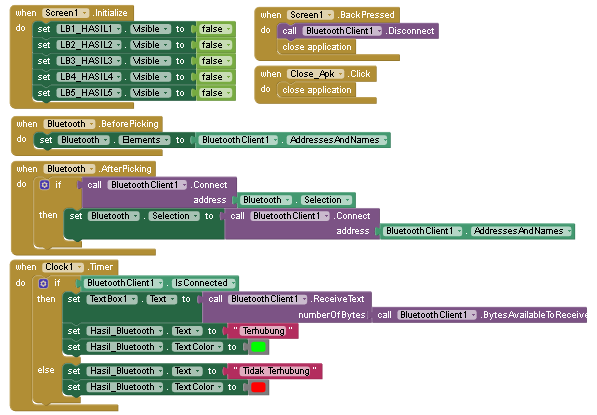 when Screen1 .Initialize
do set LB1_HASIL1 . Visible to false
set LB2_HASIL2 . Visible to false
set LB3_HASIL3 . Visible to false
set LB4_HASIL4 . Visible to false
set LB5_HASIL5 . Visible to false
when Screen1 .BackPressed
do call BluetoothClient1 .Disconnect
close application
when Close_Apk .Click
do close application
when Bluetooth .BeforePicking
do set Bluetooth . Elements to BluetoothClient1 . AddressesAndNames
when Bluetooth .AfterPicking
do if call BluetoothClient1 .Connect
address Bluetooth . Selection
then set Bluetooth . Selection to call BluetoothClient1 .Connect
address BluetoothClient1 . AddressesAndNames
when Clock1 .Timer
do if BluetoothClient1 . IsConnected
then set TextBox1 . Text to call BluetoothClient1 .ReceiveText
numberOfBytes call BluetoothClient1 .BytesAvailableToReceive
set Hasil_Bluetooth . Text to " Terhubung "
set Hasil_Bluetooth . TextColor to
else set Hasil_Bluetooth . Text to " Tidak Terhubung "
set Hasil_Bluetooth . TextColor to